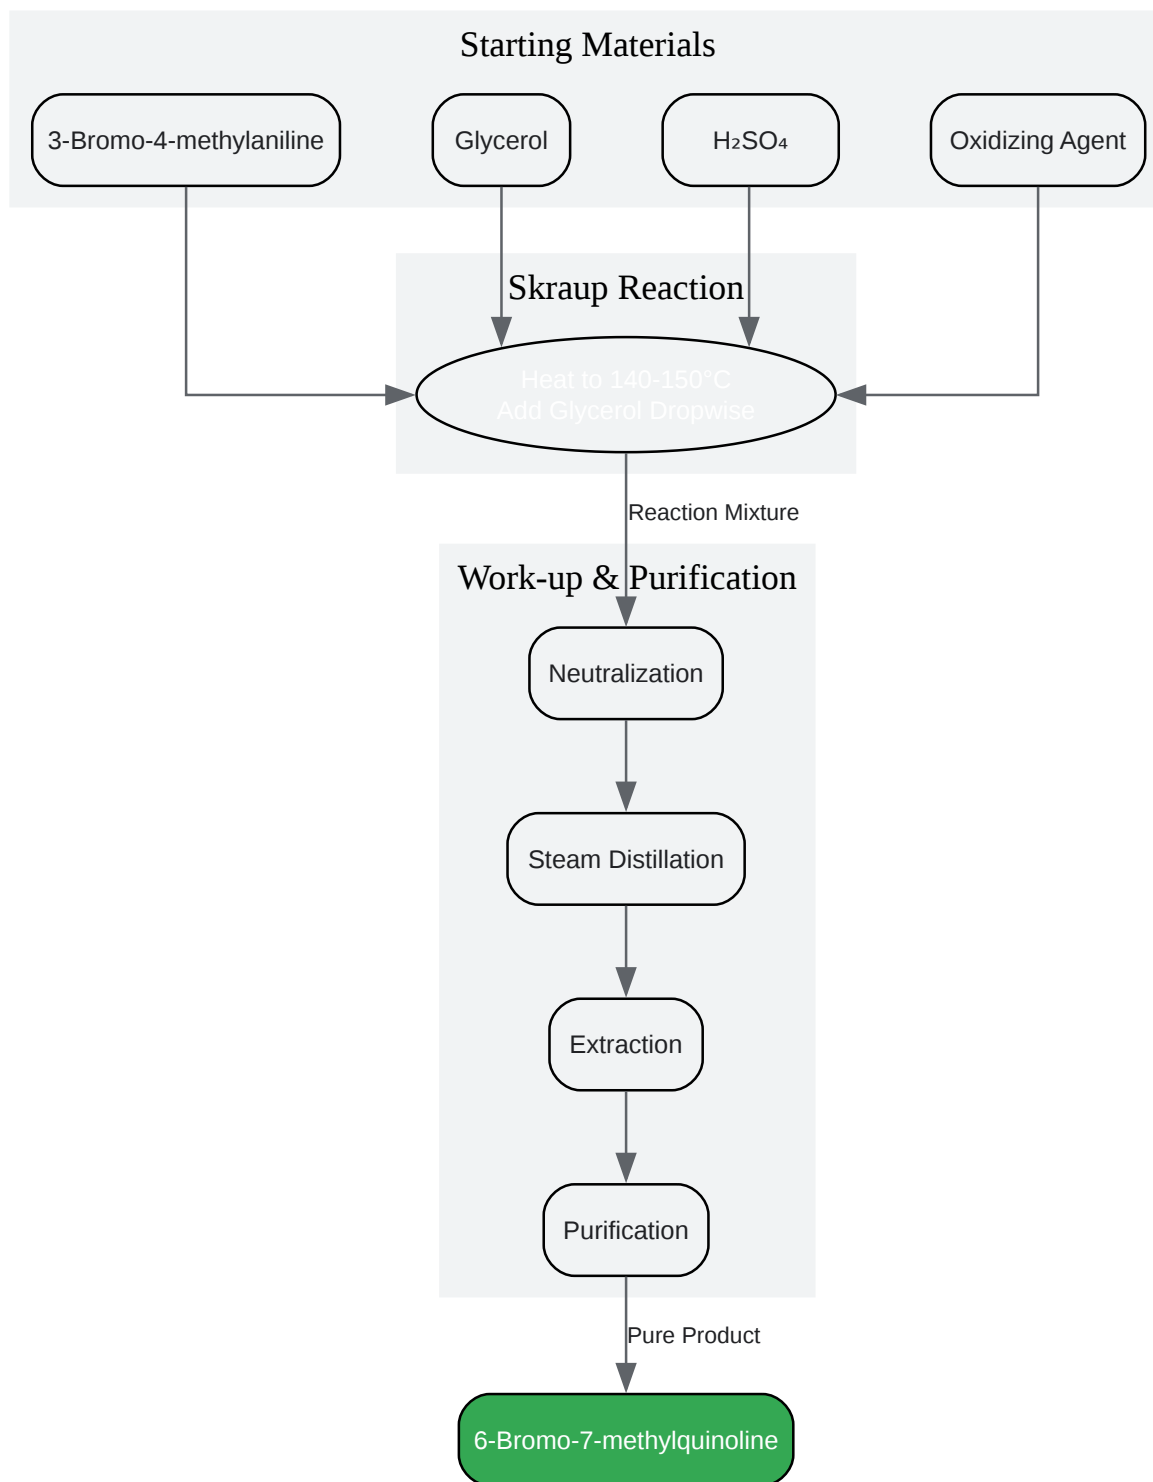 Starting Materials
3-Bromo-4-methylaniline
Glycerol
H₂SO₄
Oxidizing Agent
Skraup Reaction
Heat to 140-150°C
Add Glycerol Dropwise
Reaction Mixture
Work-up & Purification
Neutralization
Steam Distillation
Extraction
Purification
Pure Product
6-Bromo-7-methylquinoline